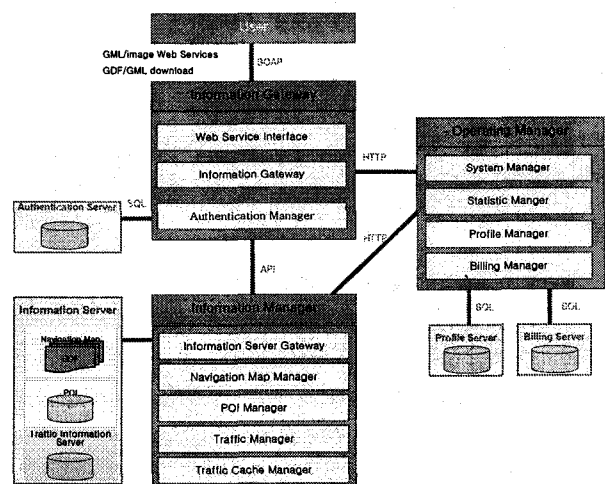 User
GML/image Web Services
GDF/GML download
SOAP
Information Gateway
Web Service Interface
Information Gateway
Authentication Manager
HTTP
Operating Manager
System Manager
Statistic Manger
Profile Manager
Billing Manager
Authentication Server
SQL
HTTP
API
SQL
SQL
Profile Server
Billing Server
Information Server
Navigation Map
GDF
POI
Traffic Information
Server
Information Manager
Information Server Gateway
Navigation Map Manager
POI Manager
Traffic Manager
Traffic Cache Manager